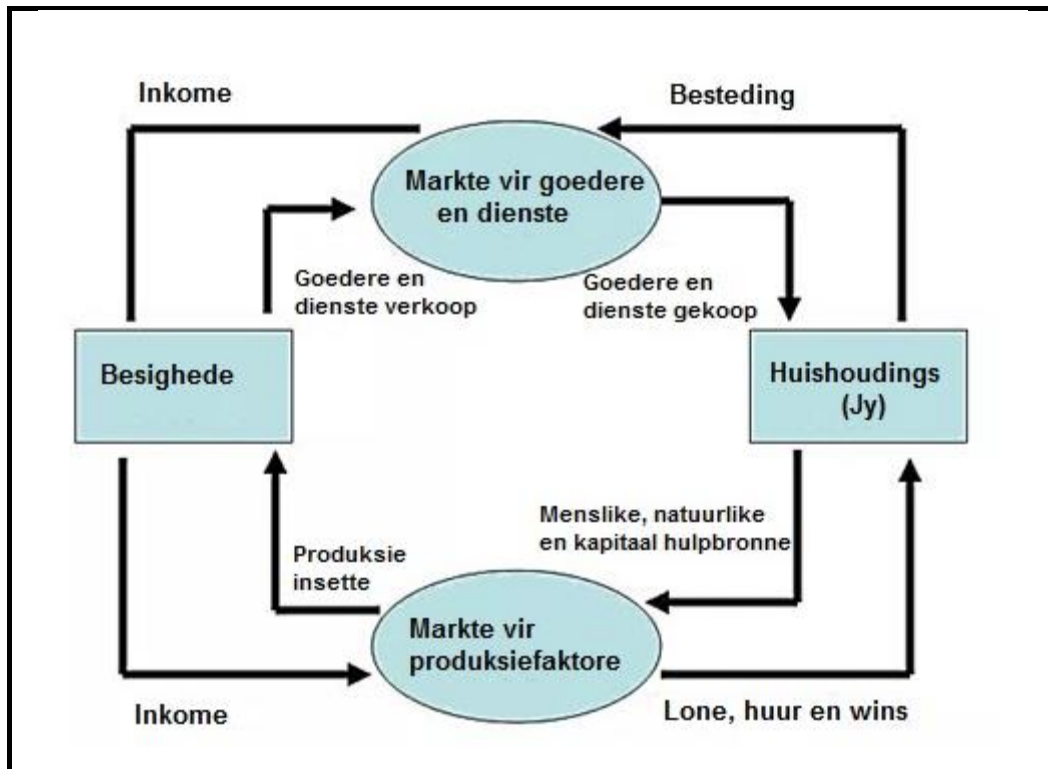 Inkome
Besteding
Markte vir goedere
en dienste
Goedere en
dienste verkoop
Goedere en
dienste gekoop
Besighede
Huishoudings
(Jy)
Menslike, natuurlike
en kapitaal hulpbronne
Produksie
insette
Markte vir
produksiefaktore
Inkome
Lone, huur en wins